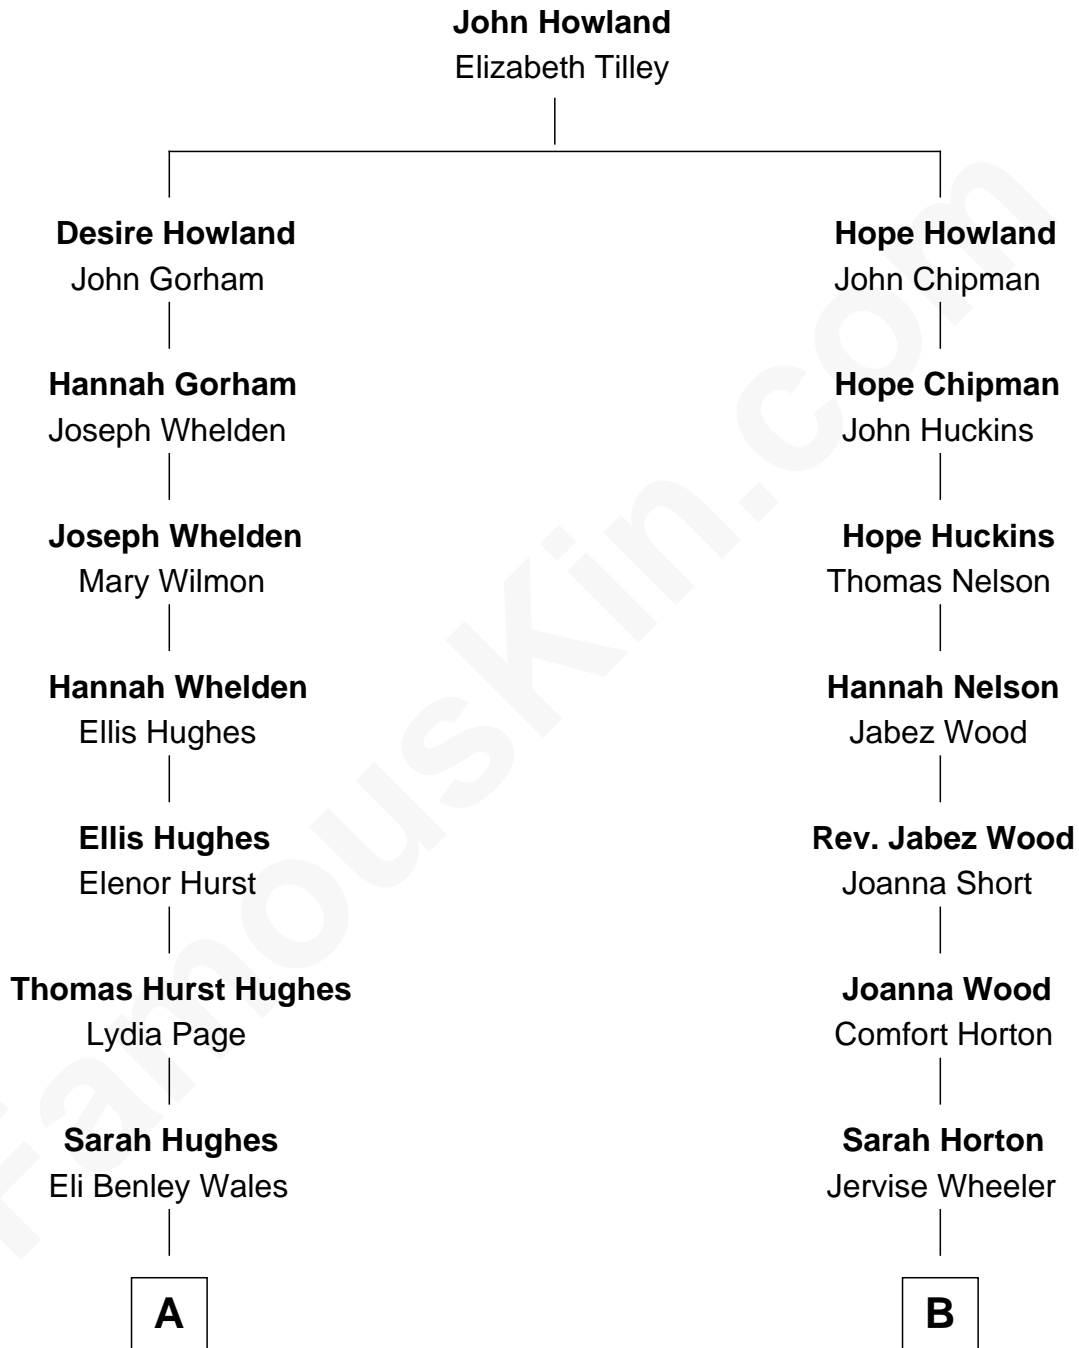 John Howland
Elizabeth Tilley
Desire Howland
John Gorham
Hope Howland
John Chipman
Hannah Gorham
Joseph Whelden
Hope Chipman
John Huckins
Joseph Whelden
Mary Wilmon
Hope Huckins
Thomas Nelson
Hannah Whelden
Ellis Hughes
Hannah Nelson
Jabez Wood
Ellis Hughes
Elenor Hurst
Rev. Jabez Wood
Joanna Short
Thomas Hurst Hughes
Lydia Page
Joanna Wood
Comfort Horton
Sarah Hughes
Eli Benley Wales
Sarah Horton
Jervise Wheeler
A
B
FamousKin.com